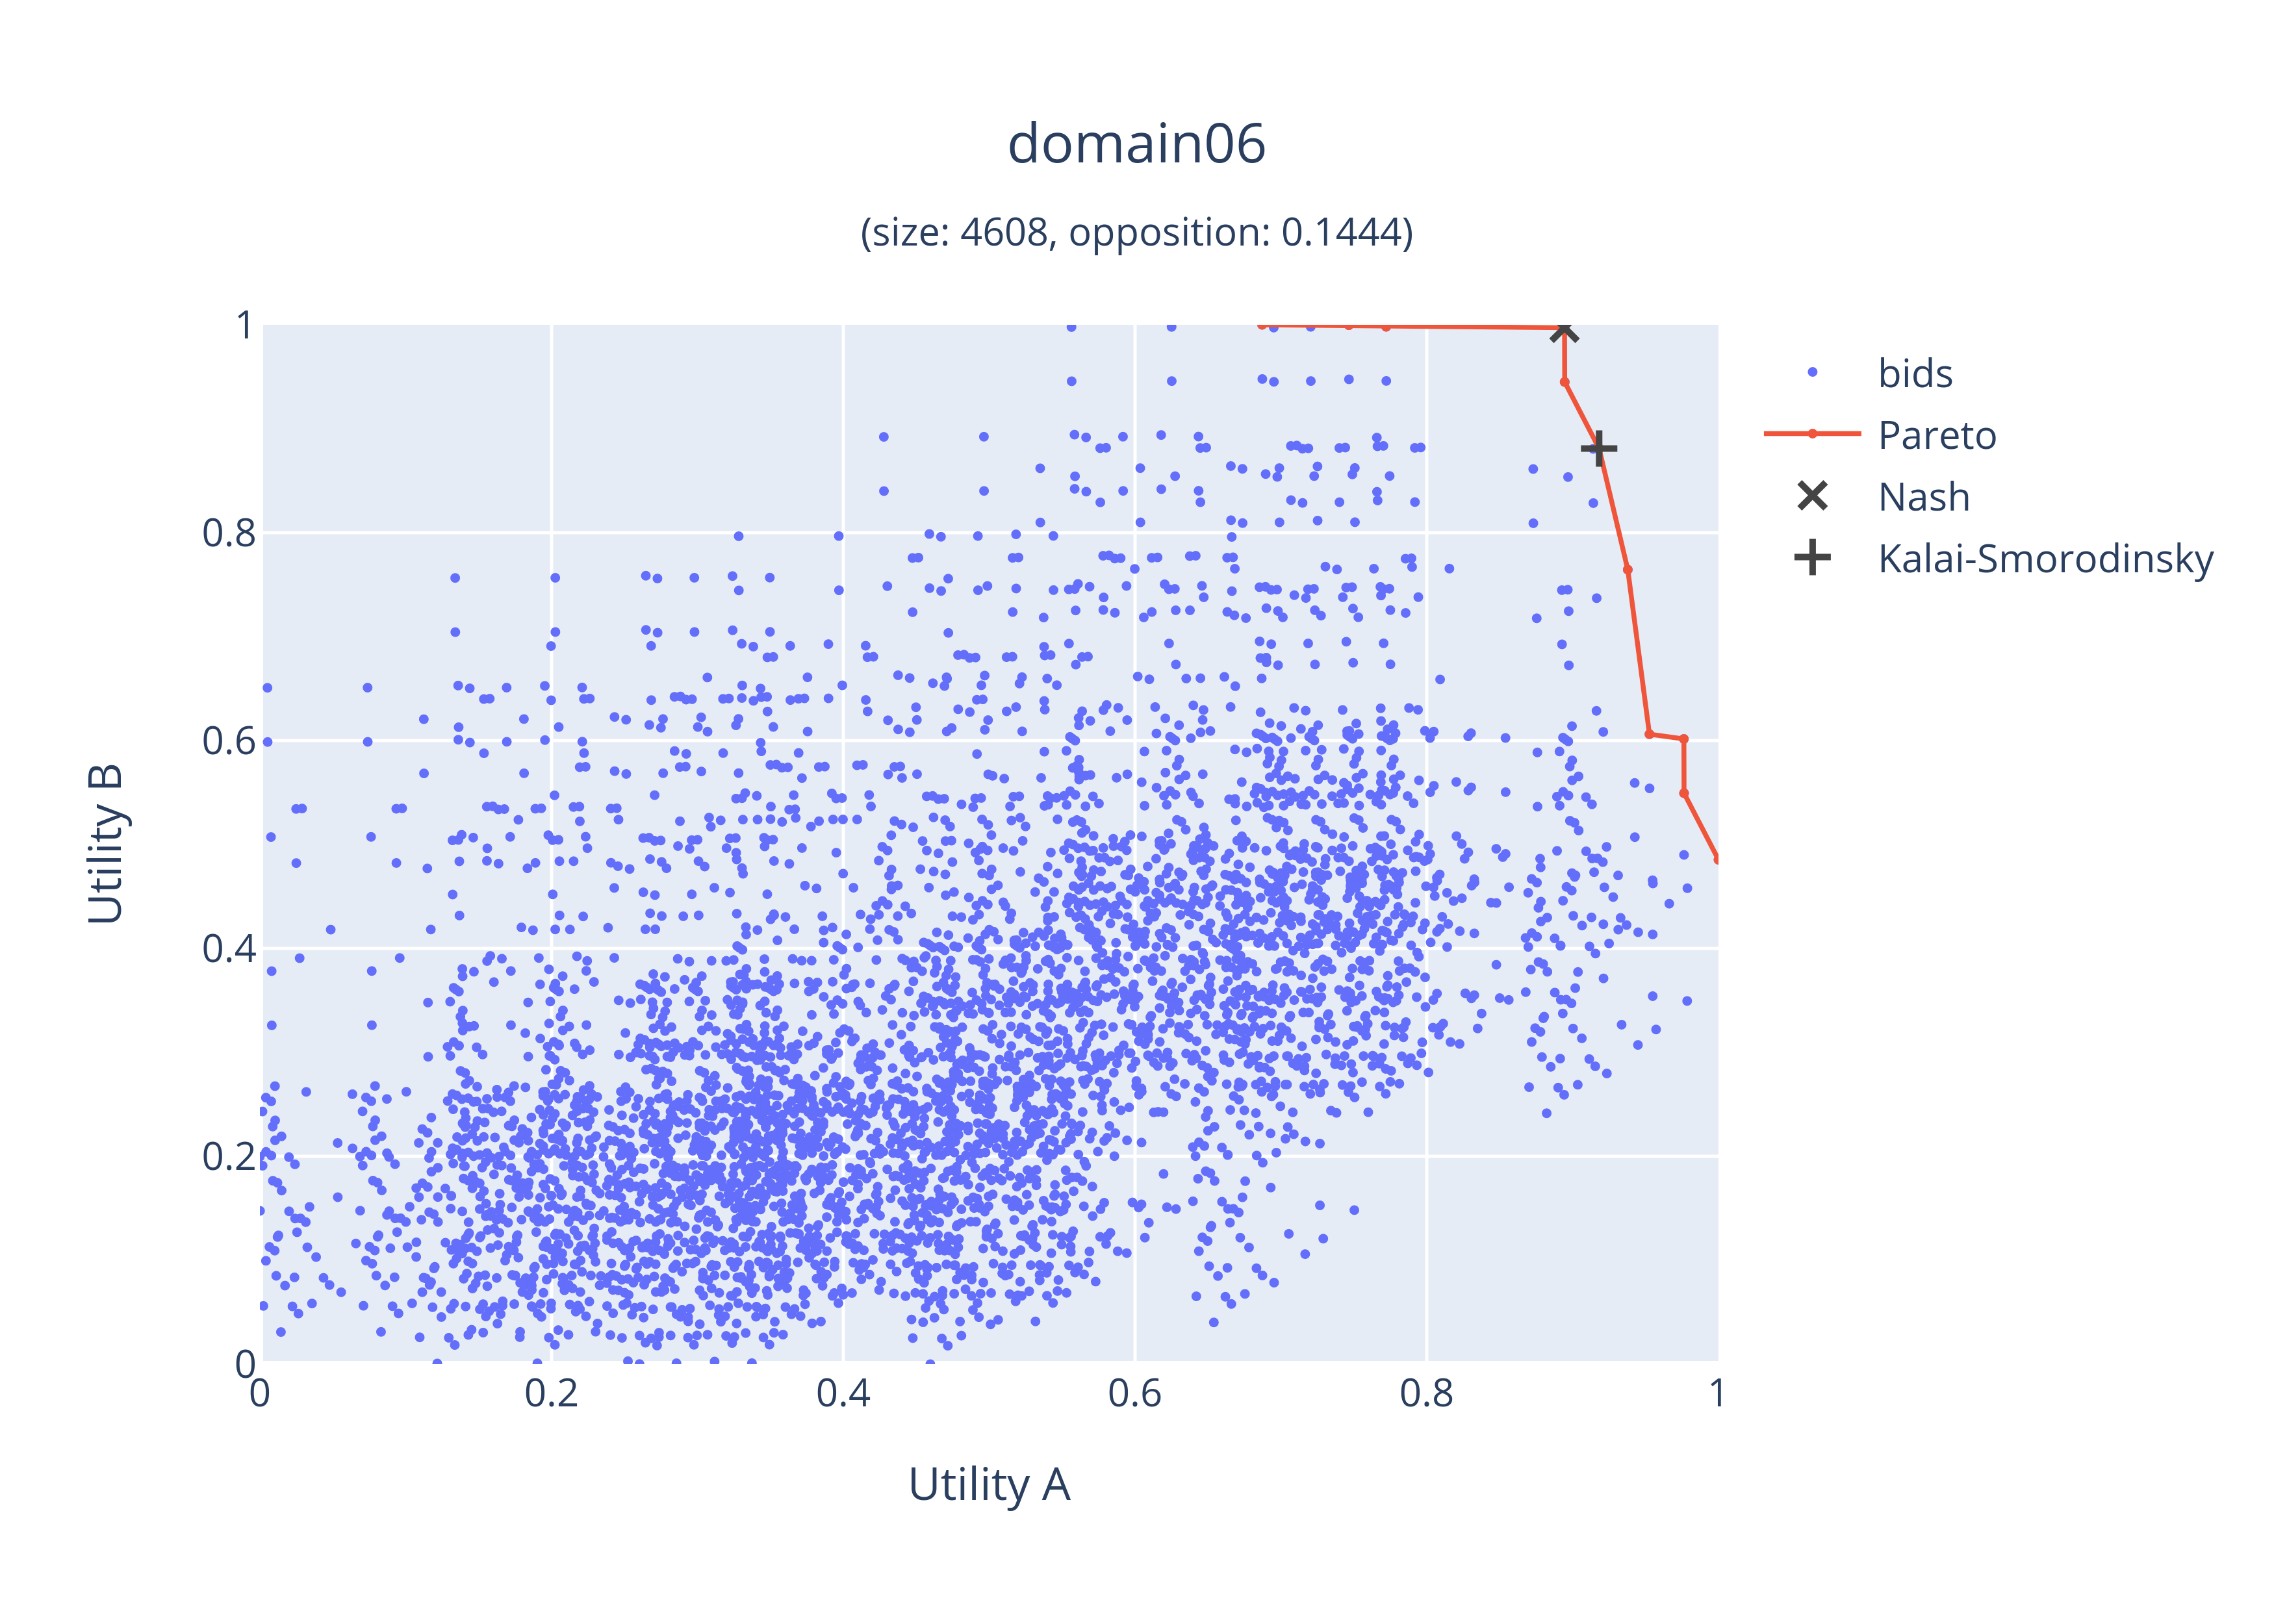 domain06
(size: 4608, opposition: 0.1444)
1
0.8
0.6
0.4
0.2
0
0
0.2
0.4
0.6
0.8
1
Utility B
Utility A
bids
Pareto
Nash
Kalai-Smorodinsky